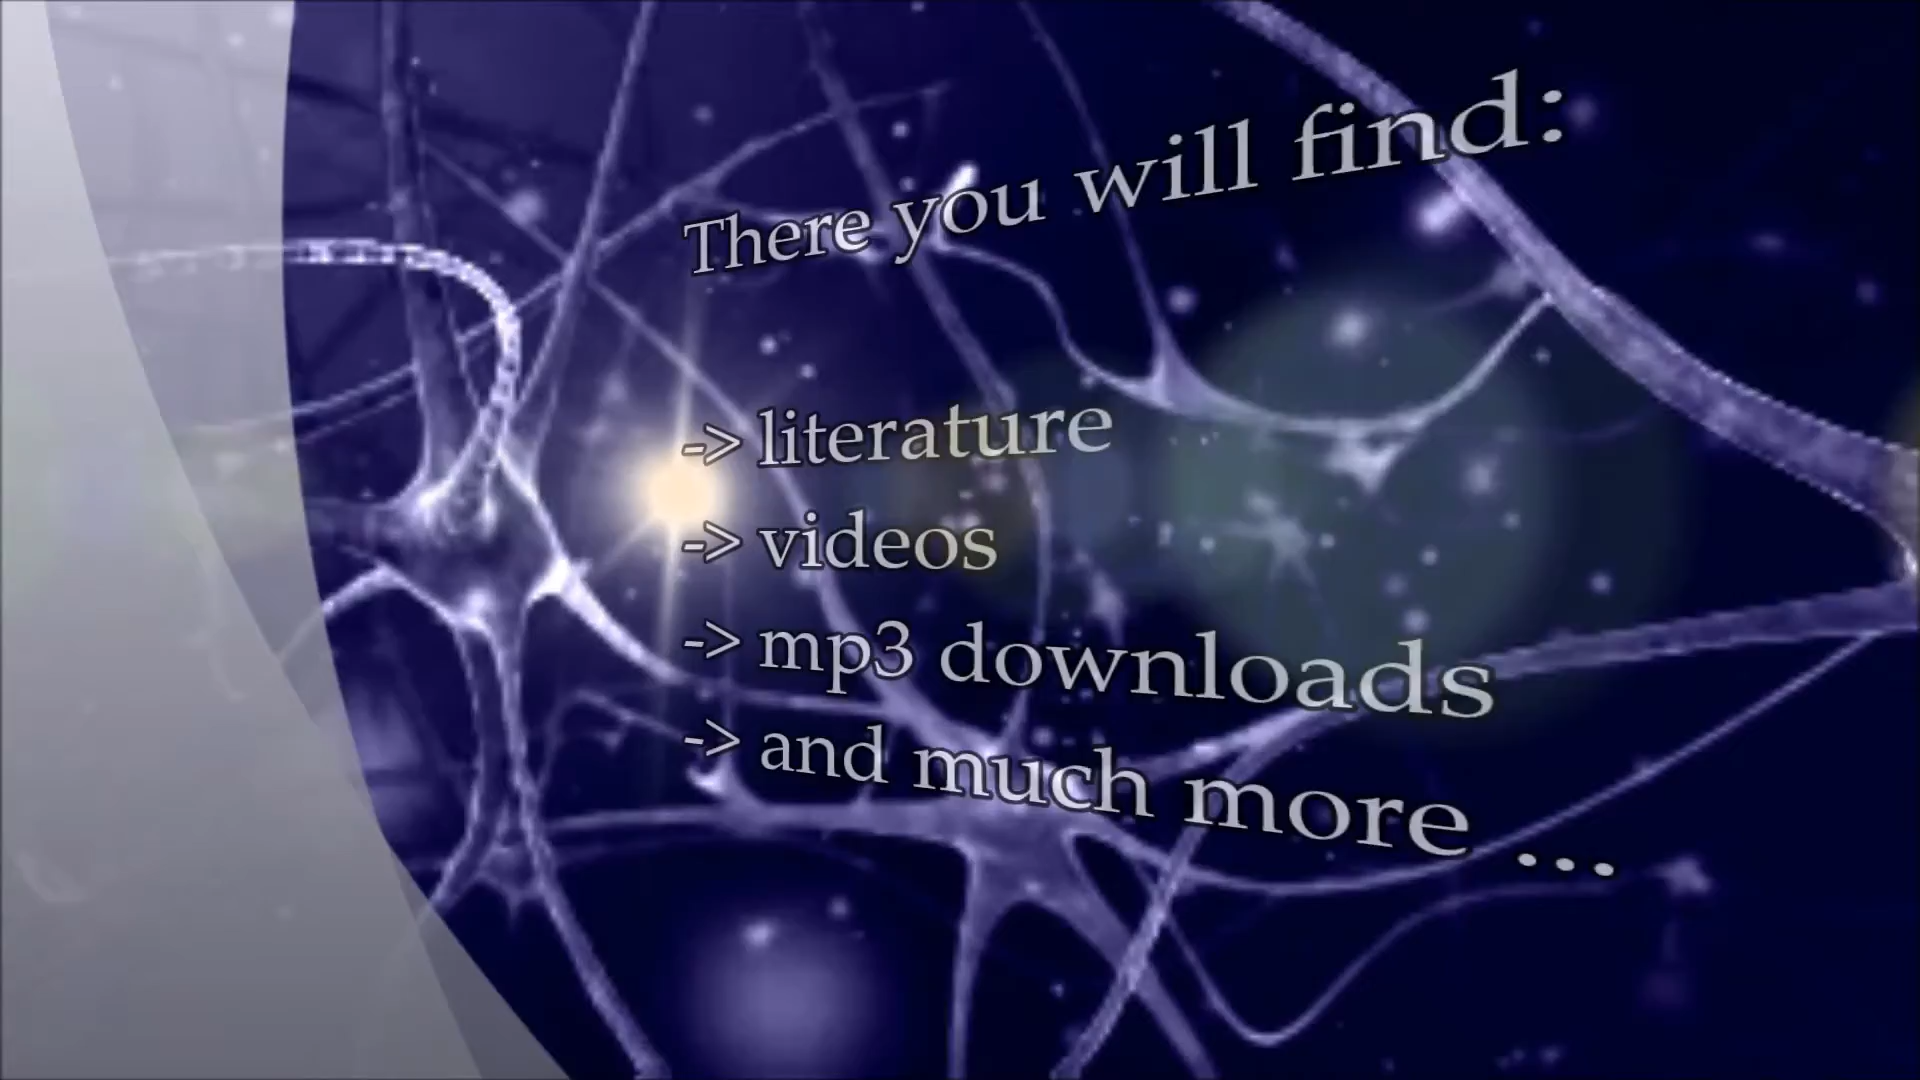 There you will find:
-> literature
-> videos
-> mp3 downloads
-> and much more ...